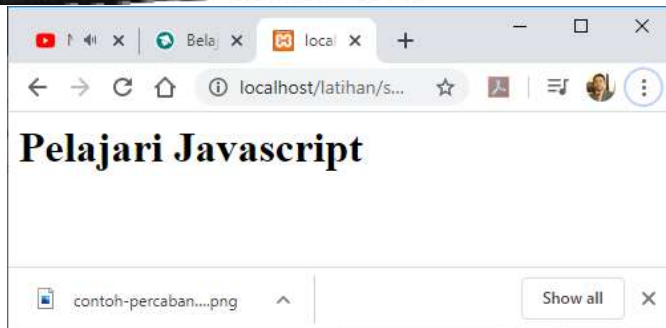 Bela
local
localhost/latihan/s...
Pelajari Javascript
contoh-percaban....png
Show all